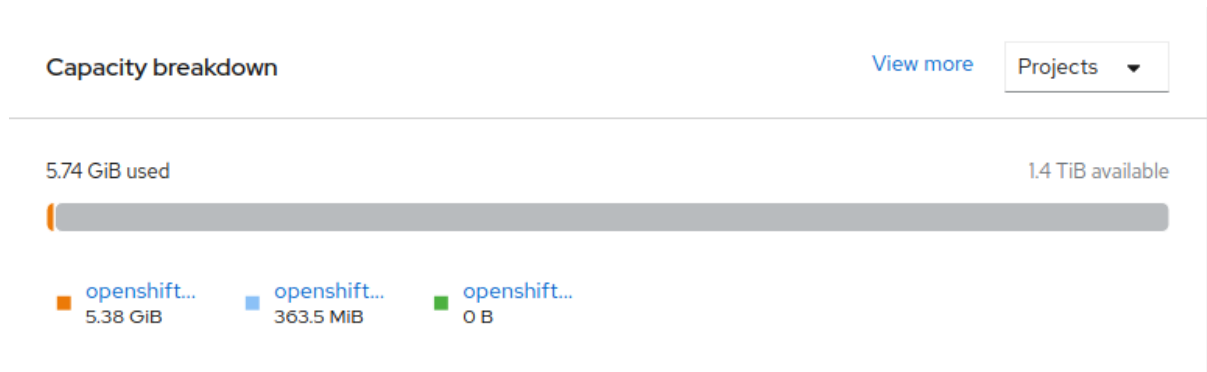 Capacity breakdown
View more
Projects
5.74 GiB used
1.4 TiB available
openshift...
5.38 GiB
openshift...
363.5 MiB
openshift...
0 B